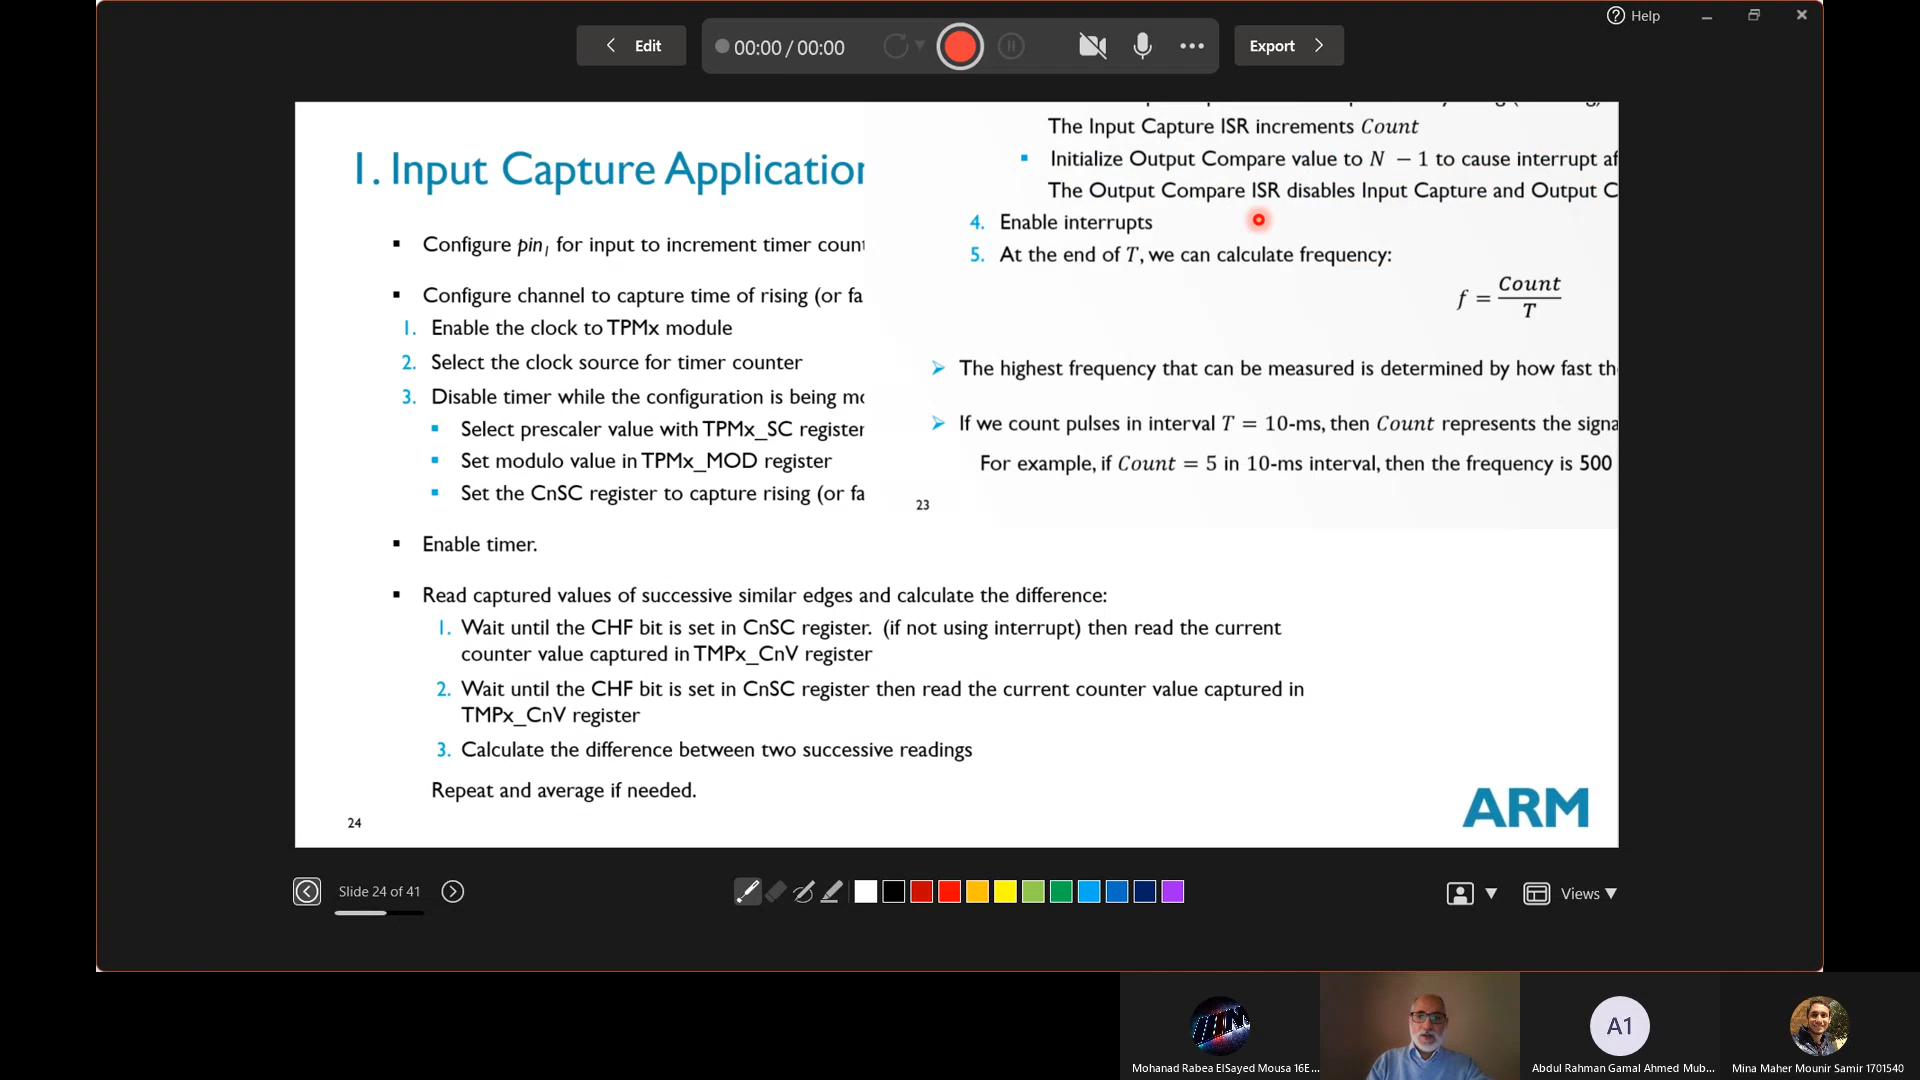 Help
Edit
00:00 / 00:00
Export
1. Input Capture Application
Configure pin₁ for input to increment timer count
Configure channel to capture time of rising (or fa
1. Enable the clock to TPMx module
2. Select the clock source for timer counter
3. Disable timer while the configuration is being mo
Select prescaler value with TPMx_SC register
Set modulo value in TPMx_MOD register
Set the CnSC register to capture rising (or fa
Enable timer.
Read captured values of successive similar edges and calculate the difference:
1. Wait until the CHF bit is set in CnSC register. (if not using interrupt) then read the current
counter value captured in TMPx_CnV register
2. Wait until the CHF bit is set in CnSC register then read the current counter value captured in
TMPx_CnV register
3. Calculate the difference between two successive readings
Repeat and average if needed.
24
ARM
The Input Capture ISR increments Count
Initialize Output Compare value to N − 1 to cause interrupt af
The Output Compare ISR disables Input Capture and Output C
4. Enable interrupts
5. At the end of T, we can calculate frequency:
f = Count
T
The highest frequency that can be measured is determined by how fast th
If we count pulses in interval T = 10-ms, then Count represents the signa
For example, if Count = 5 in 10-ms interval, then the frequency is 500
23
Slide 24 of 41
Views
A1
Mohanad Rabea ElSayed Mousa 16E...
Abdul Rahman Gamal Ahmed Mub...
Mina Maher Mounir Samir 1701540